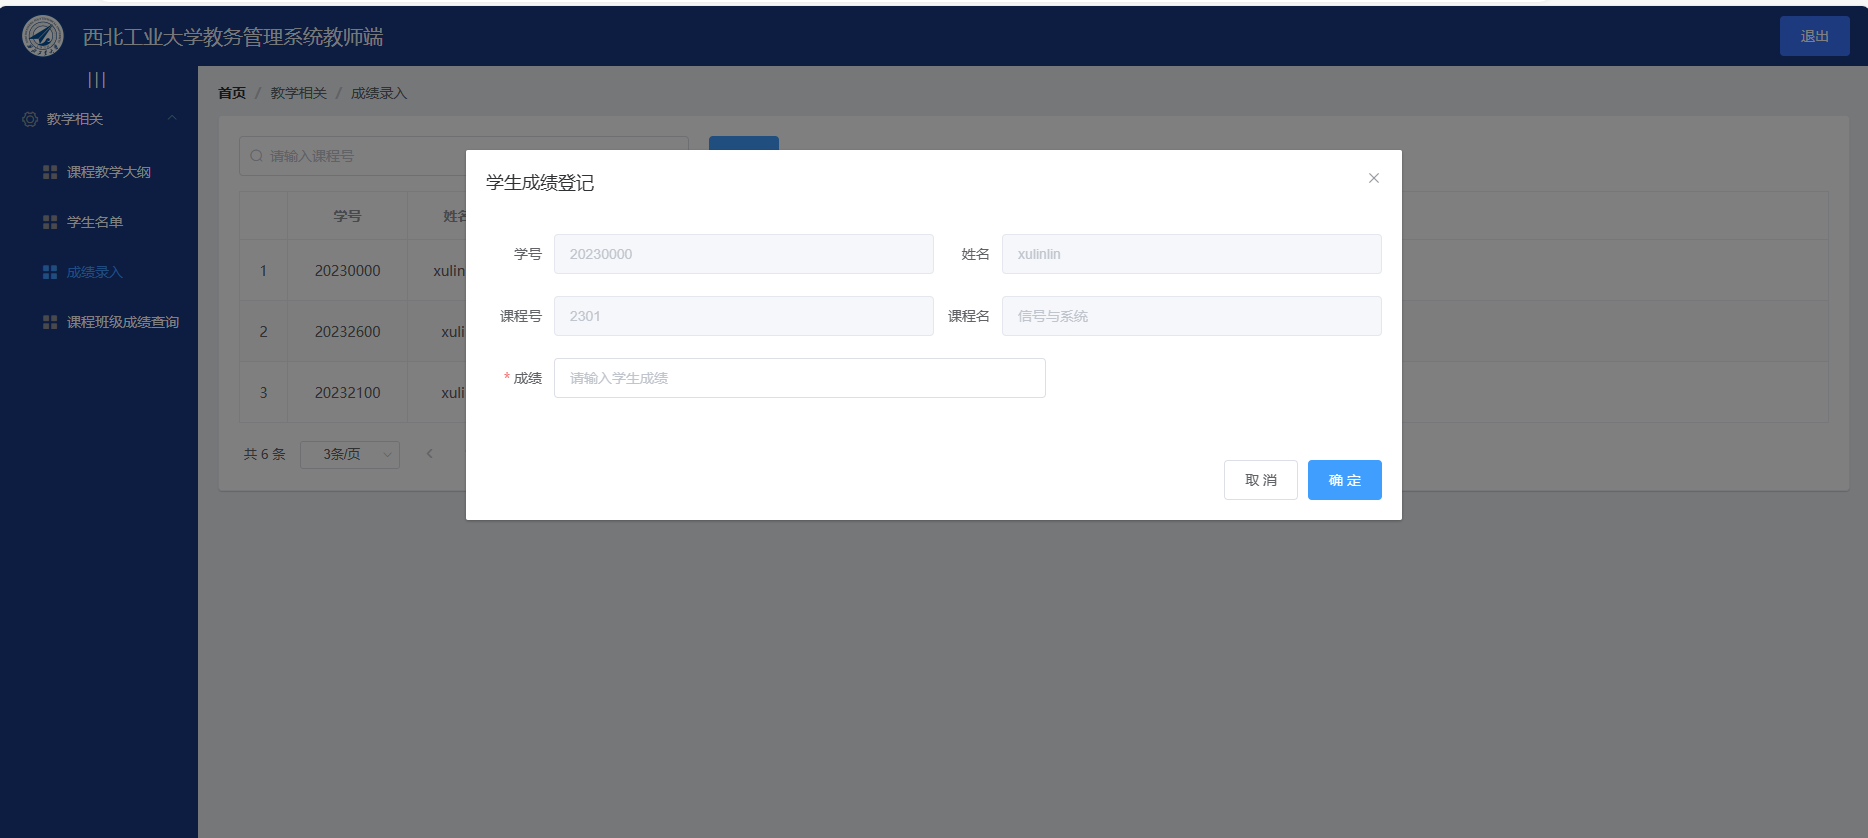 西北工业大学教务管理系统教师端
退出
|||
教学相关
课程教学大纲
学生名单
成绩录入
课程班级成绩查询
首页 / 教学相关 / 成绩录入
请输入课程号
学号 姓名
1 20230000 xulin
2 20232600 xuli
3 20232100 xuli
共 6 条 3条/页
学生成绩登记
学号 20230000 姓名 xulinlin
课程号 2301 课程名 信号与系统
* 成绩 请输入学生成绩
取 消 确 定